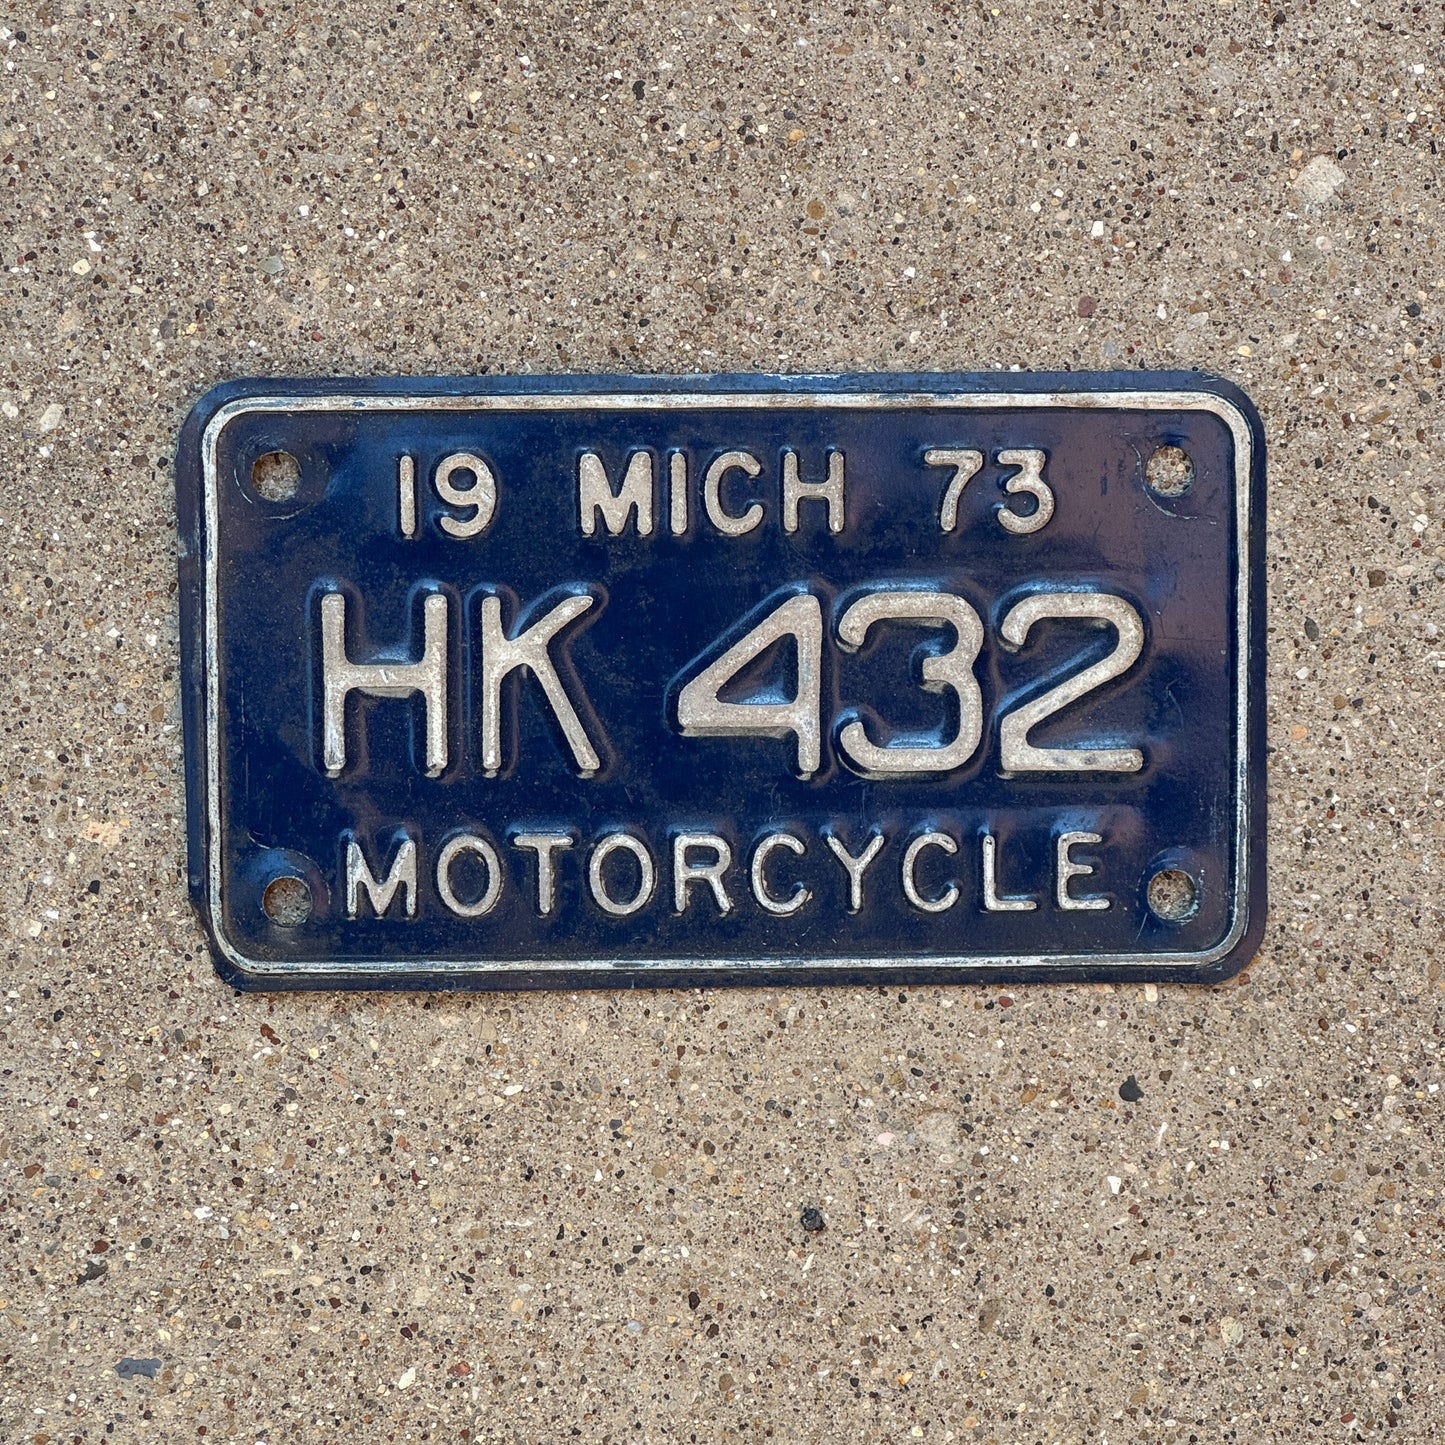 19 MICH 73
HK 432
MOTORCYCLE